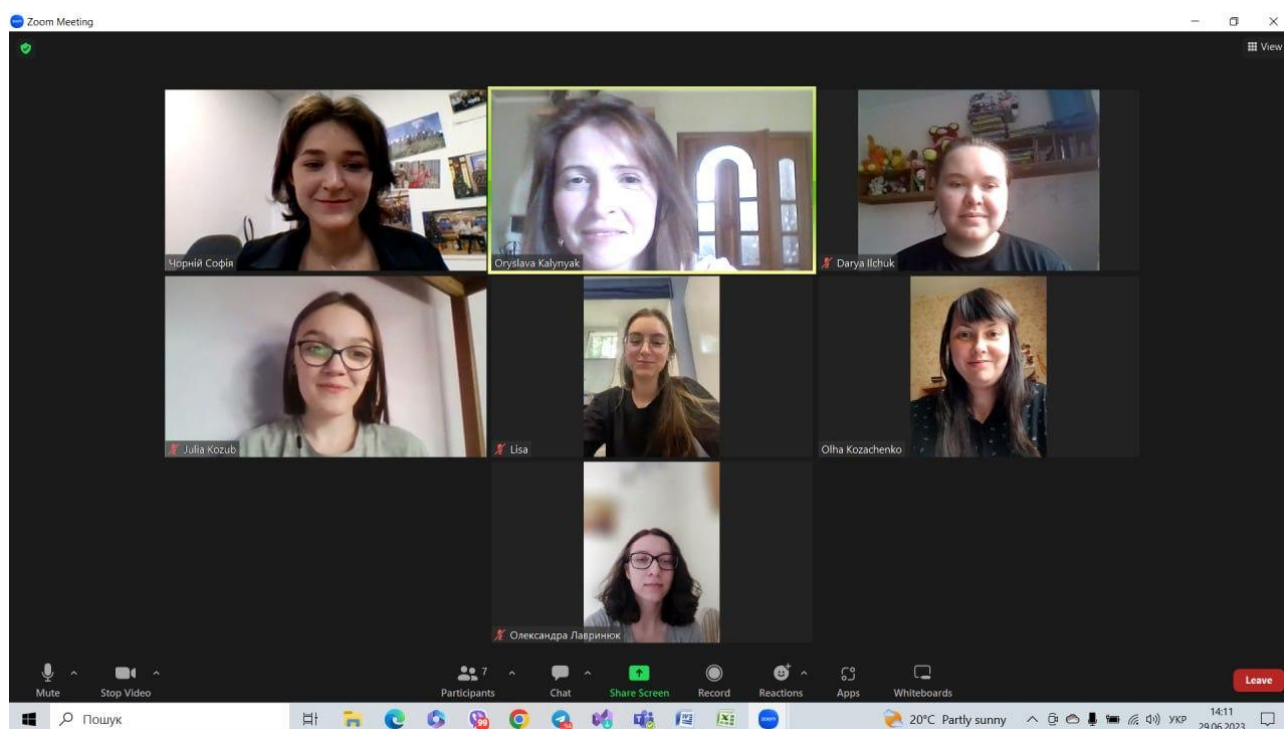 Zoom Meeting
View
Чорній Софія
Oryslava Kalynyak
Darya Ilchuk
Julia Kozub
Lisa
Olha Kozachenko
Олександра Лавринюк
Mute
Stop Video
Participants
7
Chat
Share Screen
Record
Reactions
Apps
Whiteboards
Leave
Пошук
99
20°C Partly sunny
УКР
14:11
29.06.2023